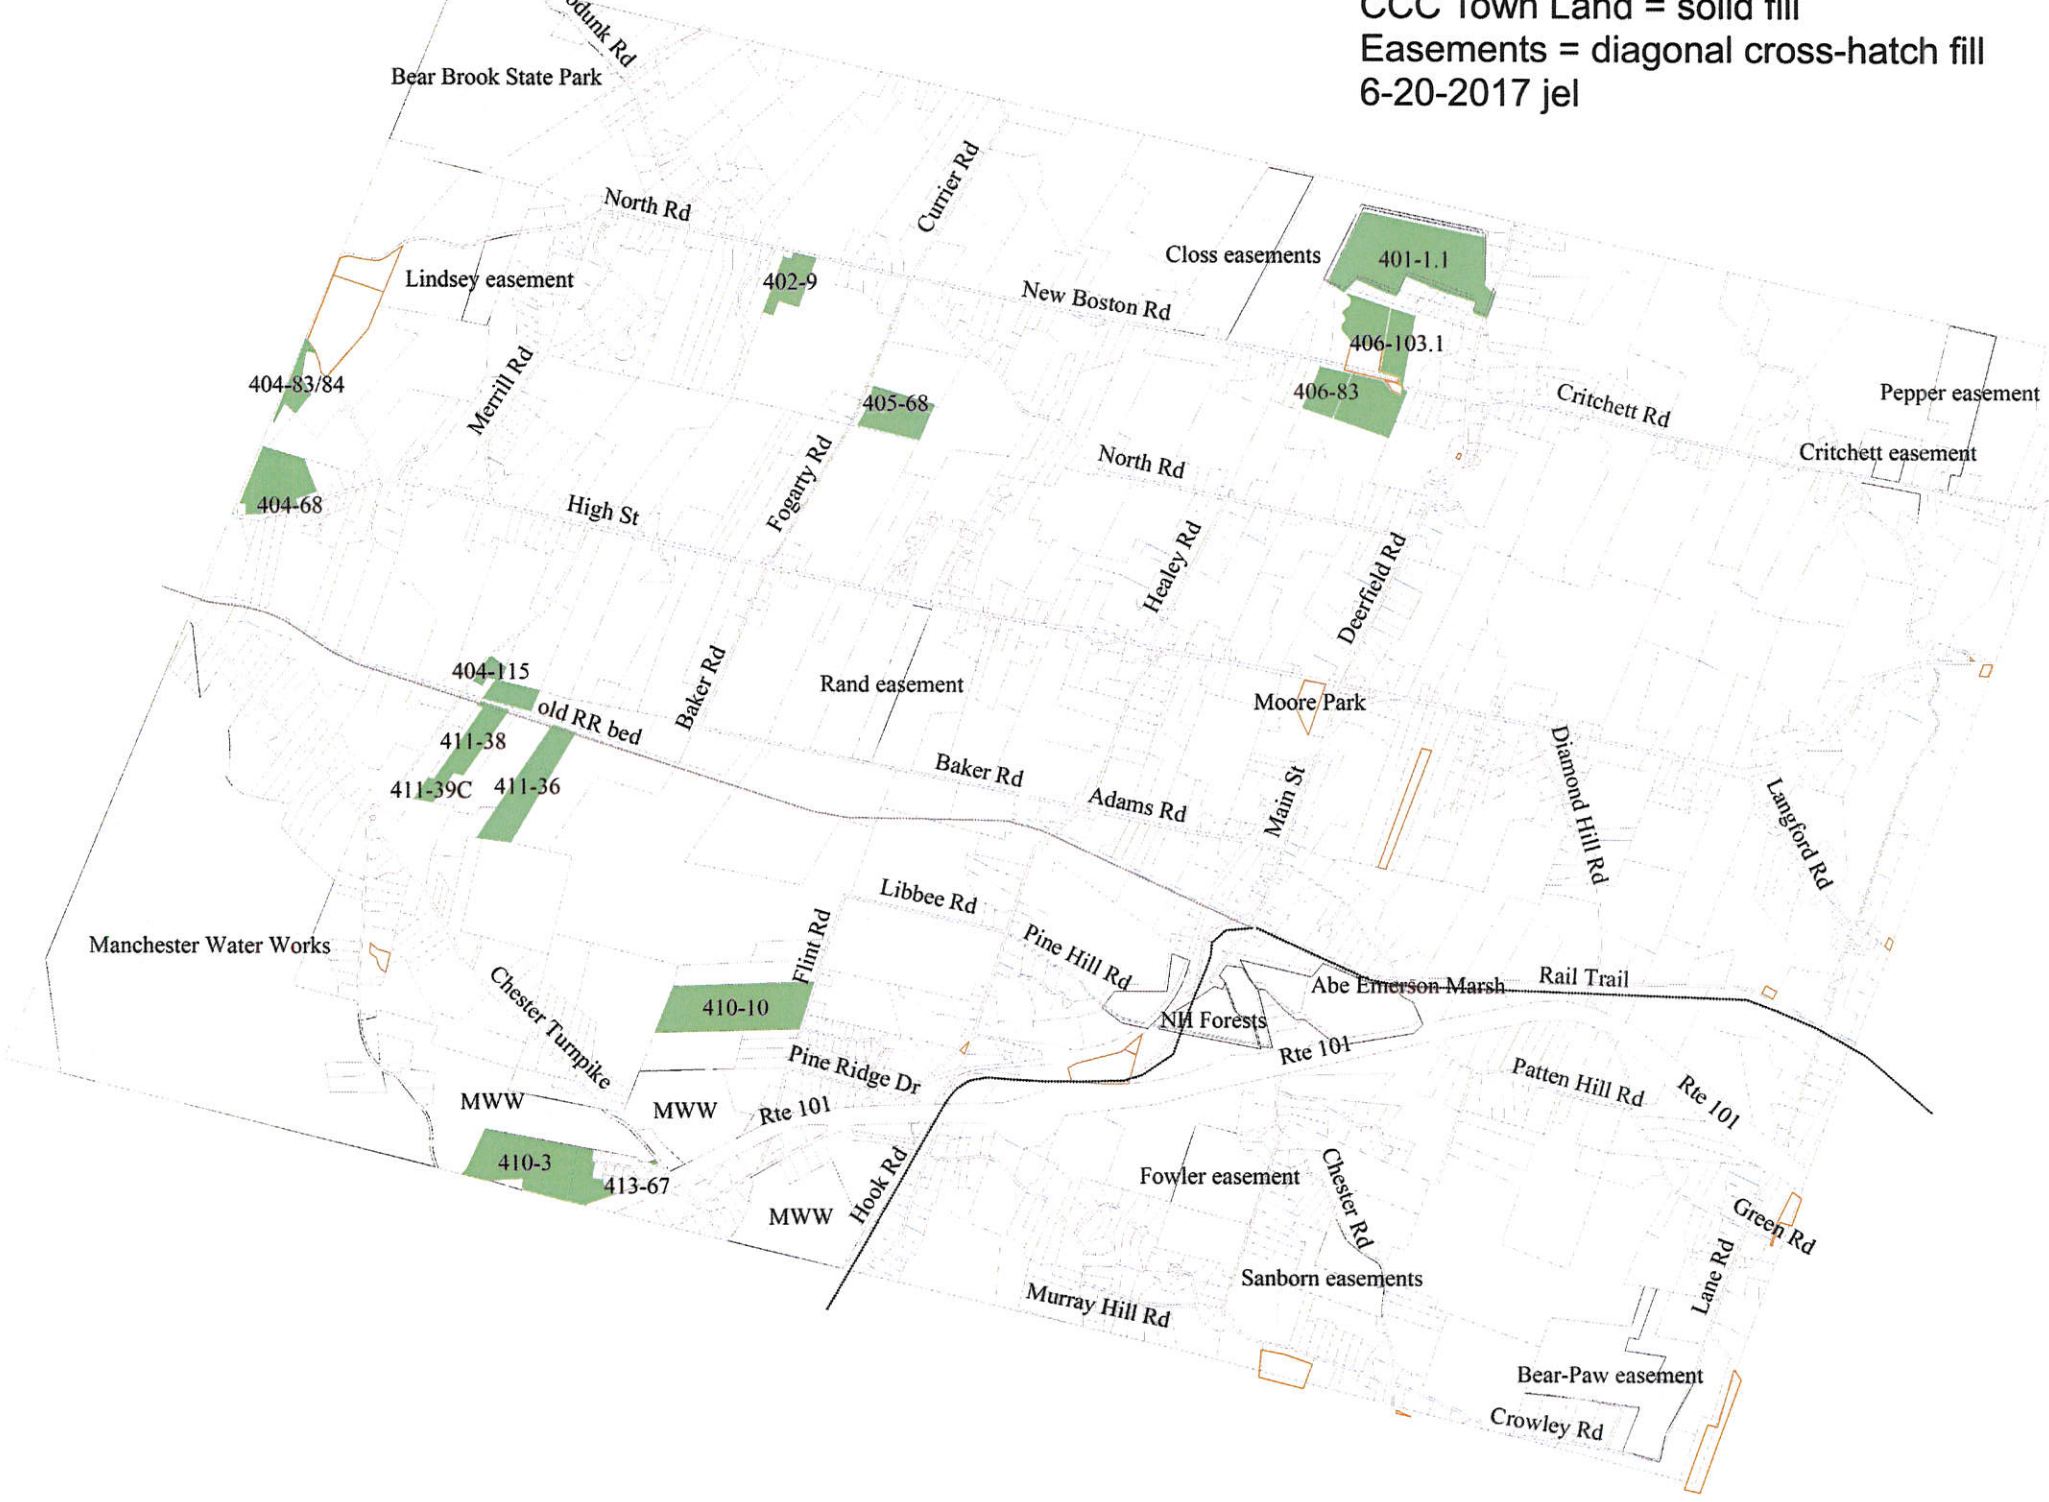 CCC Town Land = solid fill
Easements = diagonal cross-hatch fill
6-20-2017 jel
Rd
Bear Brook State Park
North Rd
Currier Rd
Lindsey easement
402-9
New Boston Rd
Closs easements
401-1.1
406-103.1
406-83
404-83/84
Merrill Rd
405-68
Critchett Rd
Pepper easement
Critchett easement
404-68
High St
Fogarty Rd
North Rd
Healey Rd
Deerfield Rd
404-115
old RR bed
Baker Rd
Rand easement
Moore Park
411-38
411-39C
411-36
Baker Rd
Adams Rd
Main St
Diamond Hill Rd
Langford Rd
Libbee Rd
Manchester Water Works
Flint Rd
Pine Hill Rd
Abe Emerson Marsh
Rail Trail
Chester Turnpike
410-10
NH Forests
Rte 101
Pine Ridge Dr
Patten Hill Rd
Rte 101
MWW
MWW
Rte 101
410-3
413-67
MWW
Hook Rd
Fowler easement
Chester Rd
Green Rd
Lane Rd
Sanborn easements
Murray Hill Rd
Bear-Paw easement
Crowley Rd